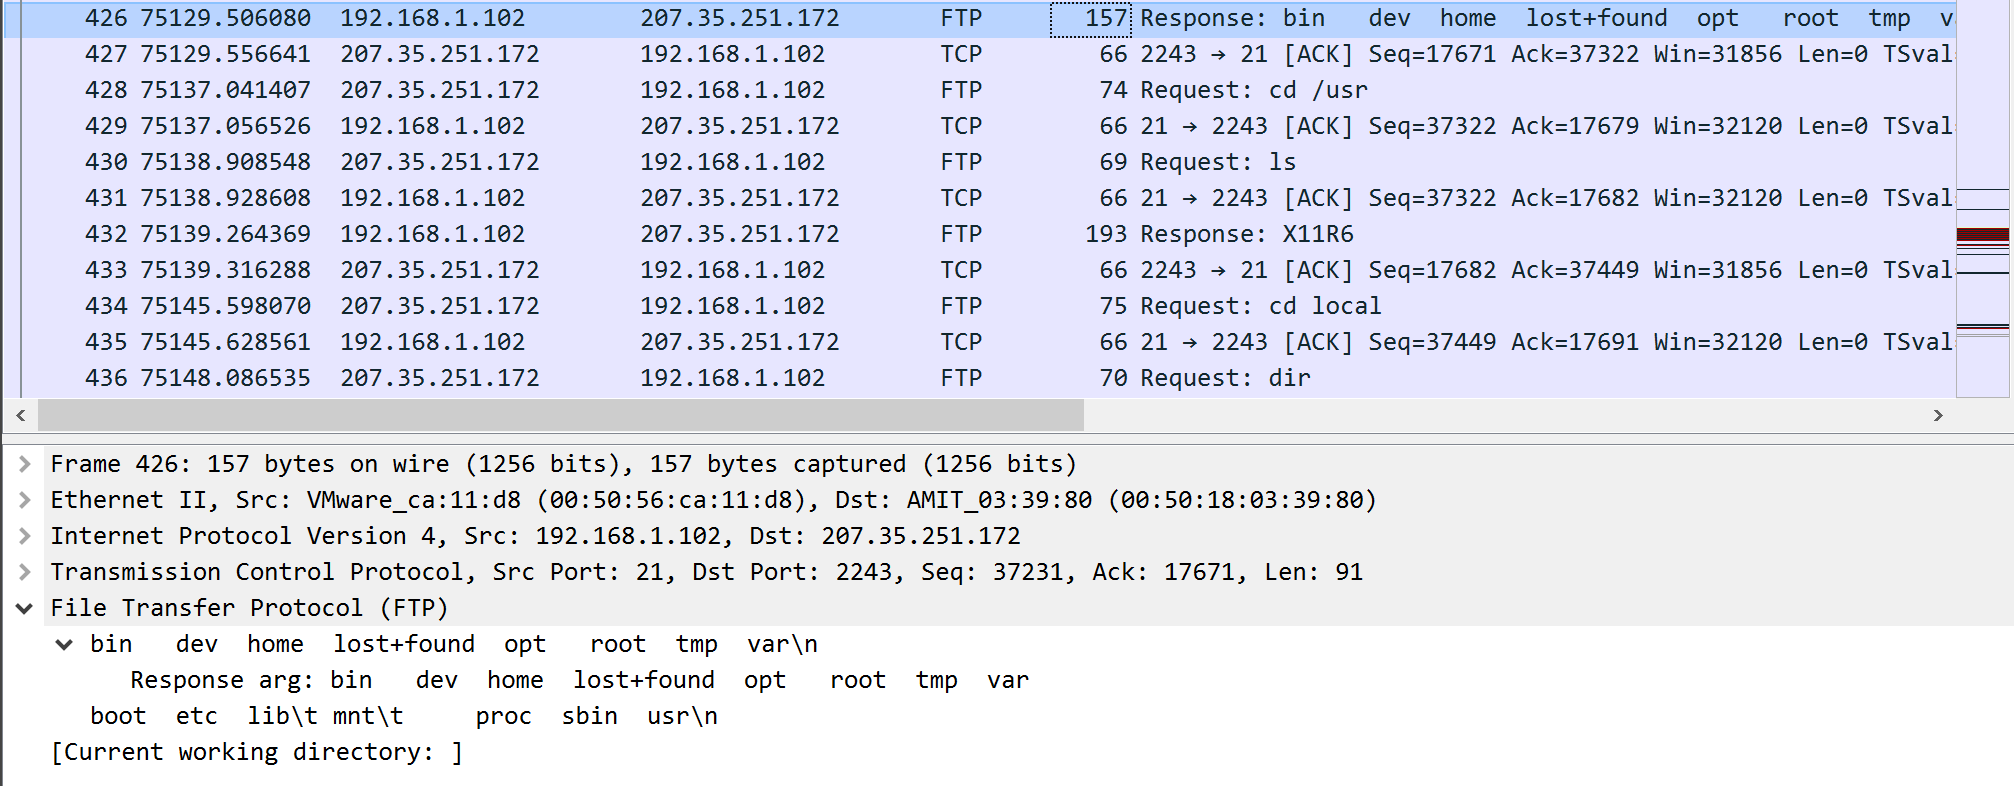 426 75129.506080 192.168.1.102 207.35.251.172 FTP 157 Response: bin dev home lost+found opt root tmp
427 75129.556641 207.35.251.172 192.168.1.102 TCP 66 2243 → 21 [ACK] Seq=17671 Ack=37322 Win=31856 Len=0 TSval
428 75137.041407 207.35.251.172 192.168.1.102 FTP 74 Request: cd /usr
429 75137.056526 192.168.1.102 207.35.251.172 TCP 66 21 → 2243 [ACK] Seq=37322 Ack=17679 Win=32120 Len=0 TSval
430 75138.908548 207.35.251.172 192.168.1.102 FTP 69 Request: ls
431 75138.928608 192.168.1.102 207.35.251.172 TCP 66 21 → 2243 [ACK] Seq=37322 Ack=17682 Win=32120 Len=0 TSval
432 75139.264369 192.168.1.102 207.35.251.172 FTP 193 Response: X11R6
433 75139.316288 207.35.251.172 192.168.1.102 TCP 66 2243 → 21 [ACK] Seq=17682 Ack=37449 Win=31856 Len=0 TSval
434 75145.598070 207.35.251.172 192.168.1.102 FTP 75 Request: cd local
435 75145.628561 192.168.1.102 207.35.251.172 TCP 66 21 → 2243 [ACK] Seq=37449 Ack=17691 Win=32120 Len=0 TSval
436 75148.086535 207.35.251.172 192.168.1.102 FTP 70 Request: dir
Frame 426: 157 bytes on wire (1256 bits), 157 bytes captured (1256 bits)
Ethernet II, Src: VMware_ca:11:d8 (00:50:56:ca:11:d8), Dst: AMIT_03:39:80 (00:50:18:03:39:80)
Internet Protocol Version 4, Src: 192.168.1.102, Dst: 207.35.251.172
Transmission Control Protocol, Src Port: 21, Dst Port: 2243, Seq: 37231, Ack: 17671, Len: 91
File Transfer Protocol (FTP)
bin dev home lost+found opt root tmp var\n
Response arg: bin dev home lost+found opt root tmp var
boot etc lib\t mnt\t proc sbin usr\n
[Current working directory: ]